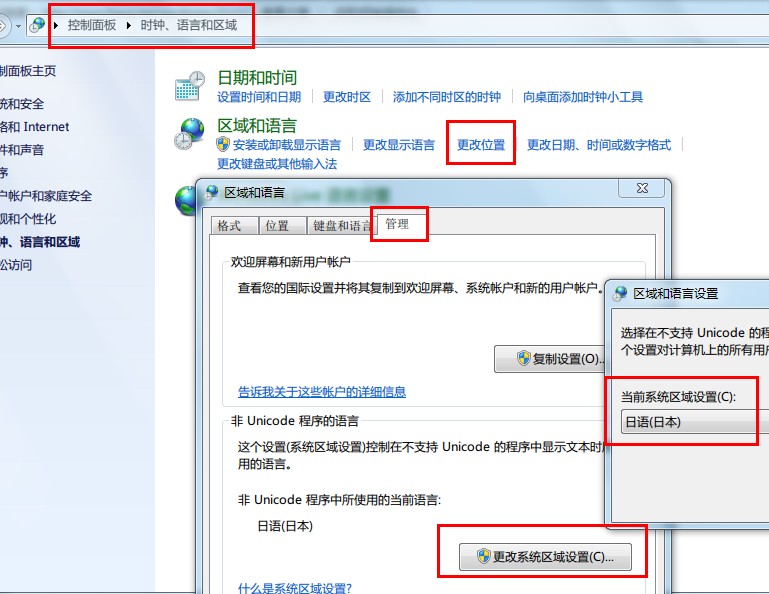 控制面板 ▸ 时钟、语言和区域
制面板主页
统和安全
络和 Internet
件和声音
序
户帐户和家庭安全
观和个性化
钟、语言和区域
松访问
日期和时间
设置时间和日期 更改时区 添加不同时区的时钟 向桌面添加时钟小工具
区域和语言
安装或卸载显示语言 更改显示语言 更改位置 更改日期、时间或数字格式
更改键盘或其他输入法
区域和语言
格式 位置 键盘和语言 管理
欢迎屏幕和新用户帐户
查看您的国际设置并将其复制到欢迎屏幕、系统帐户和新的用户帐户。
复制设置(O)...
告诉我关于这些帐户的详细信息
非 Unicode 程序的语言
这个设置(系统区域设置)控制在不支持 Unicode 的程序中显示文本时
用的语言。
非 Unicode 程序中所使用的当前语言:
日语(日本)
更改系统区域设置(C)...
什么是系统区域设置?
区域和语言设置
选择在不支持 Unicode 的程
个设置对计算机上的所有用户
当前系统区域设置(C):
日语(日本)